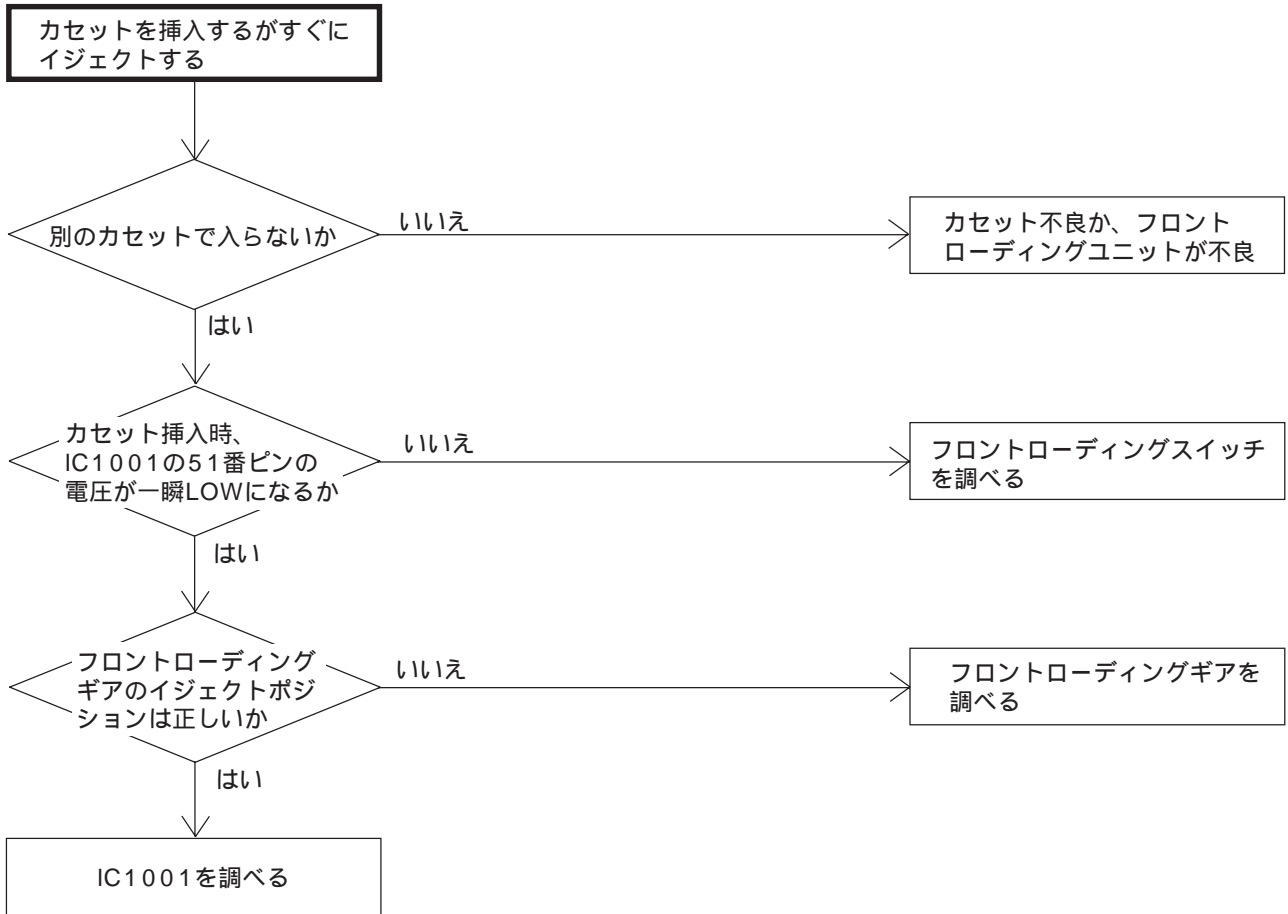 カセットを挿入するがすぐに
イジェクトする
別のカセットで入らないか
いいえ
カセット不良か、フロント
ローディングユニットが不良
はい
カセット挿入時、
IC1001の51番ピンの
電圧が一瞬LOWになるか
いいえ
フロントローディングスイッチ
を調べる
はい
フロントローディング
ギアのイジェクトポジ
ションは正しいか
いいえ
フロントローディングギアを
調べる
はい
IC1001を調べる